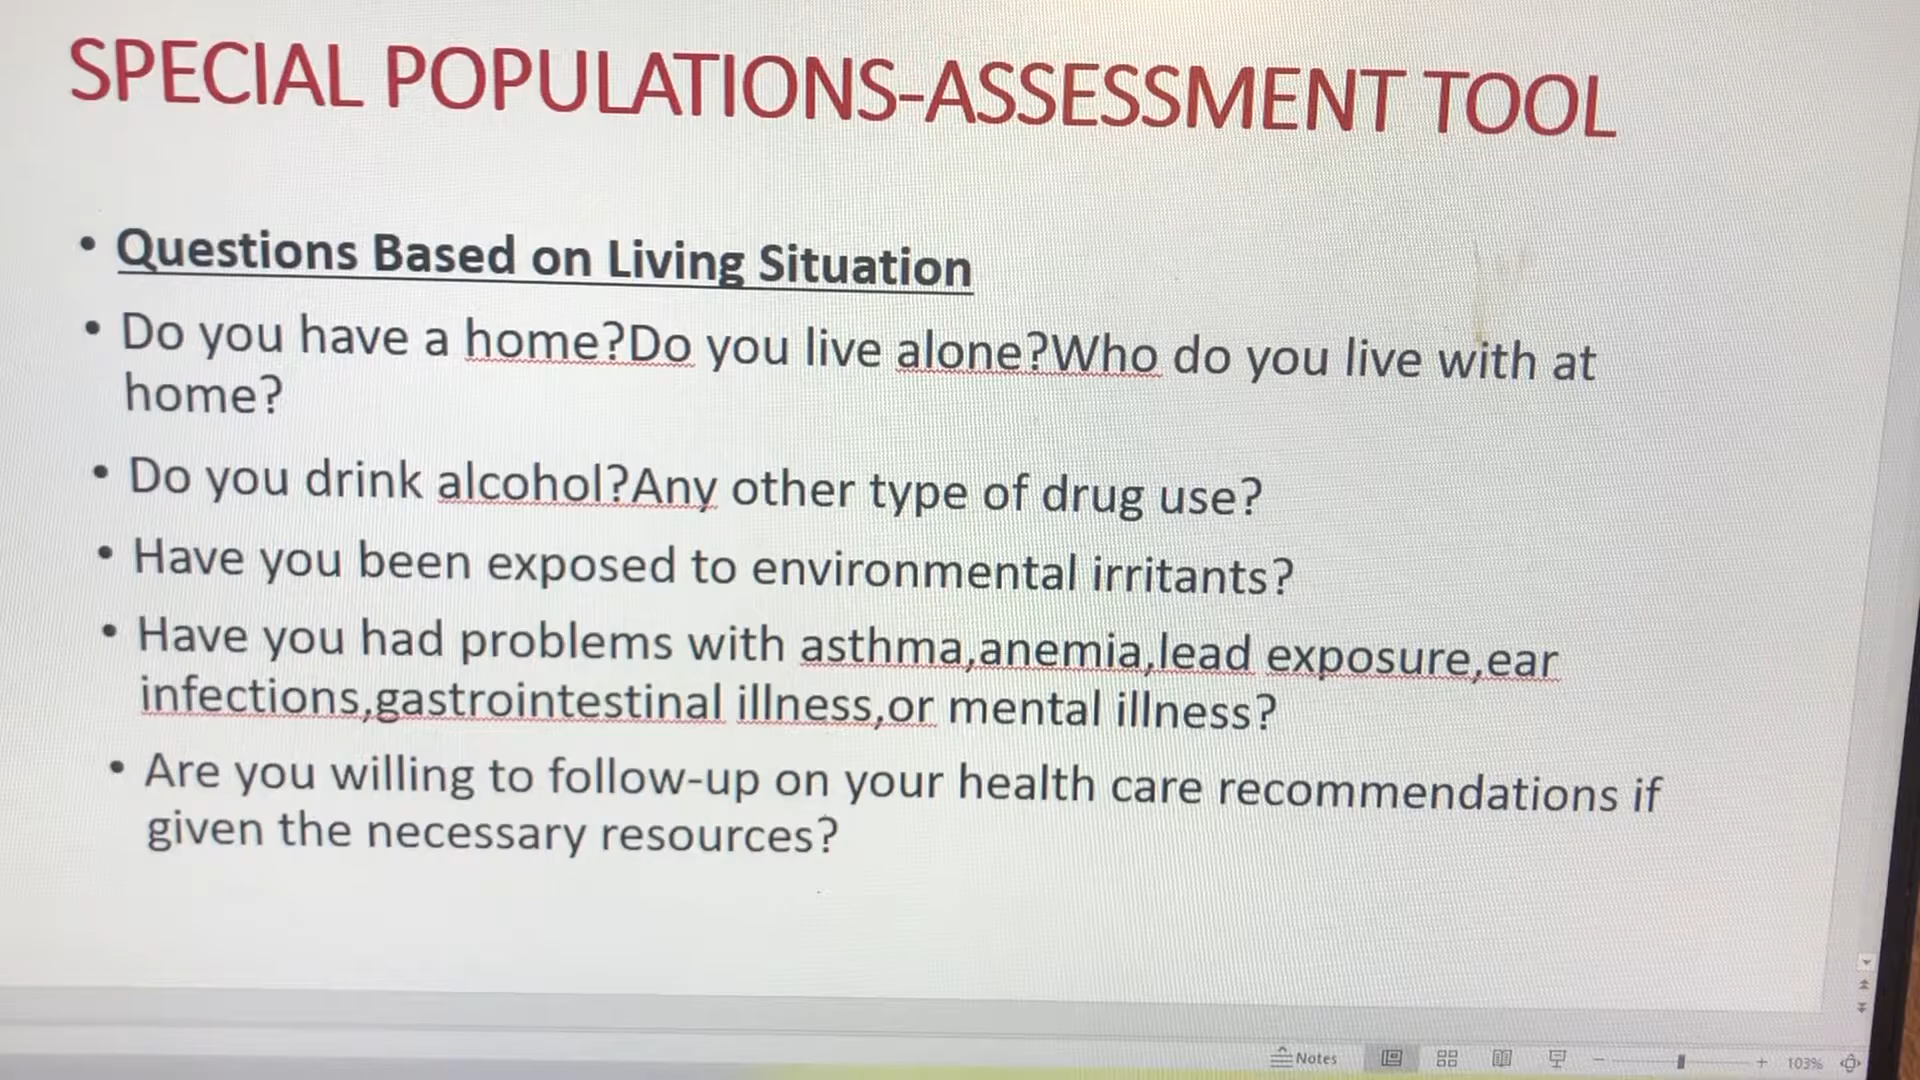 SPECIAL POPULATIONS-ASSESSMENT TOOL
• Questions Based on Living Situation
• Do you have a home?Do you live alone?Who do you live with at
home?
• Do you drink alcohol?Any other type of drug use?
• Have you been exposed to environmental irritants?
• Have you had problems with asthma,anemia,lead exposure,ear
infections,gastrointestinal illness,or mental illness?
• Are you willing to follow-up on your health care recommendations if
given the necessary resources?
Notes
103%